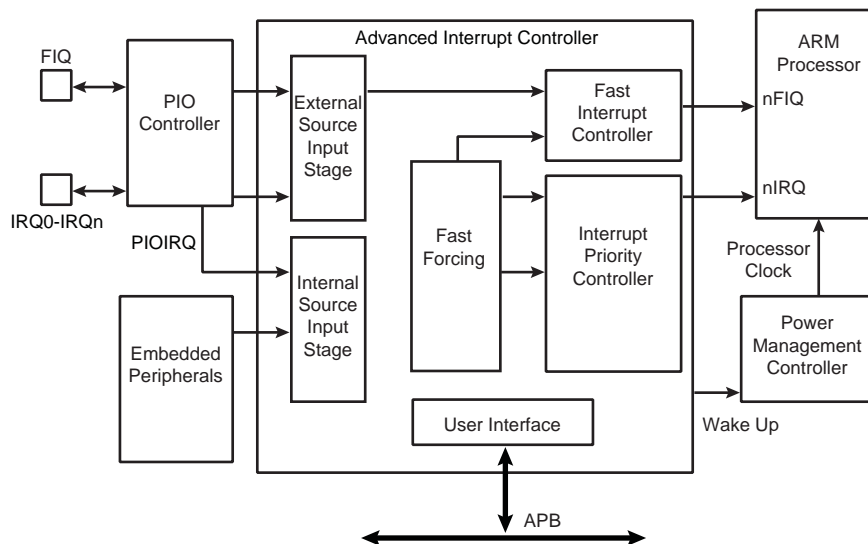 Advanced Interrupt Controller
FIQ
PIO
Controller
External
Source
Input
Stage
Fast
Interrupt
Controller
ARM
Processor
nFIQ
nIRQ
IRQ0-IRQn
PIOIRQ
Internal
Source
Input
Stage
Fast
Forcing
Interrupt
Priority
Controller
Processor
Clock
Embedded
Peripherals
Power
Management
Controller
User Interface
Wake Up
APB